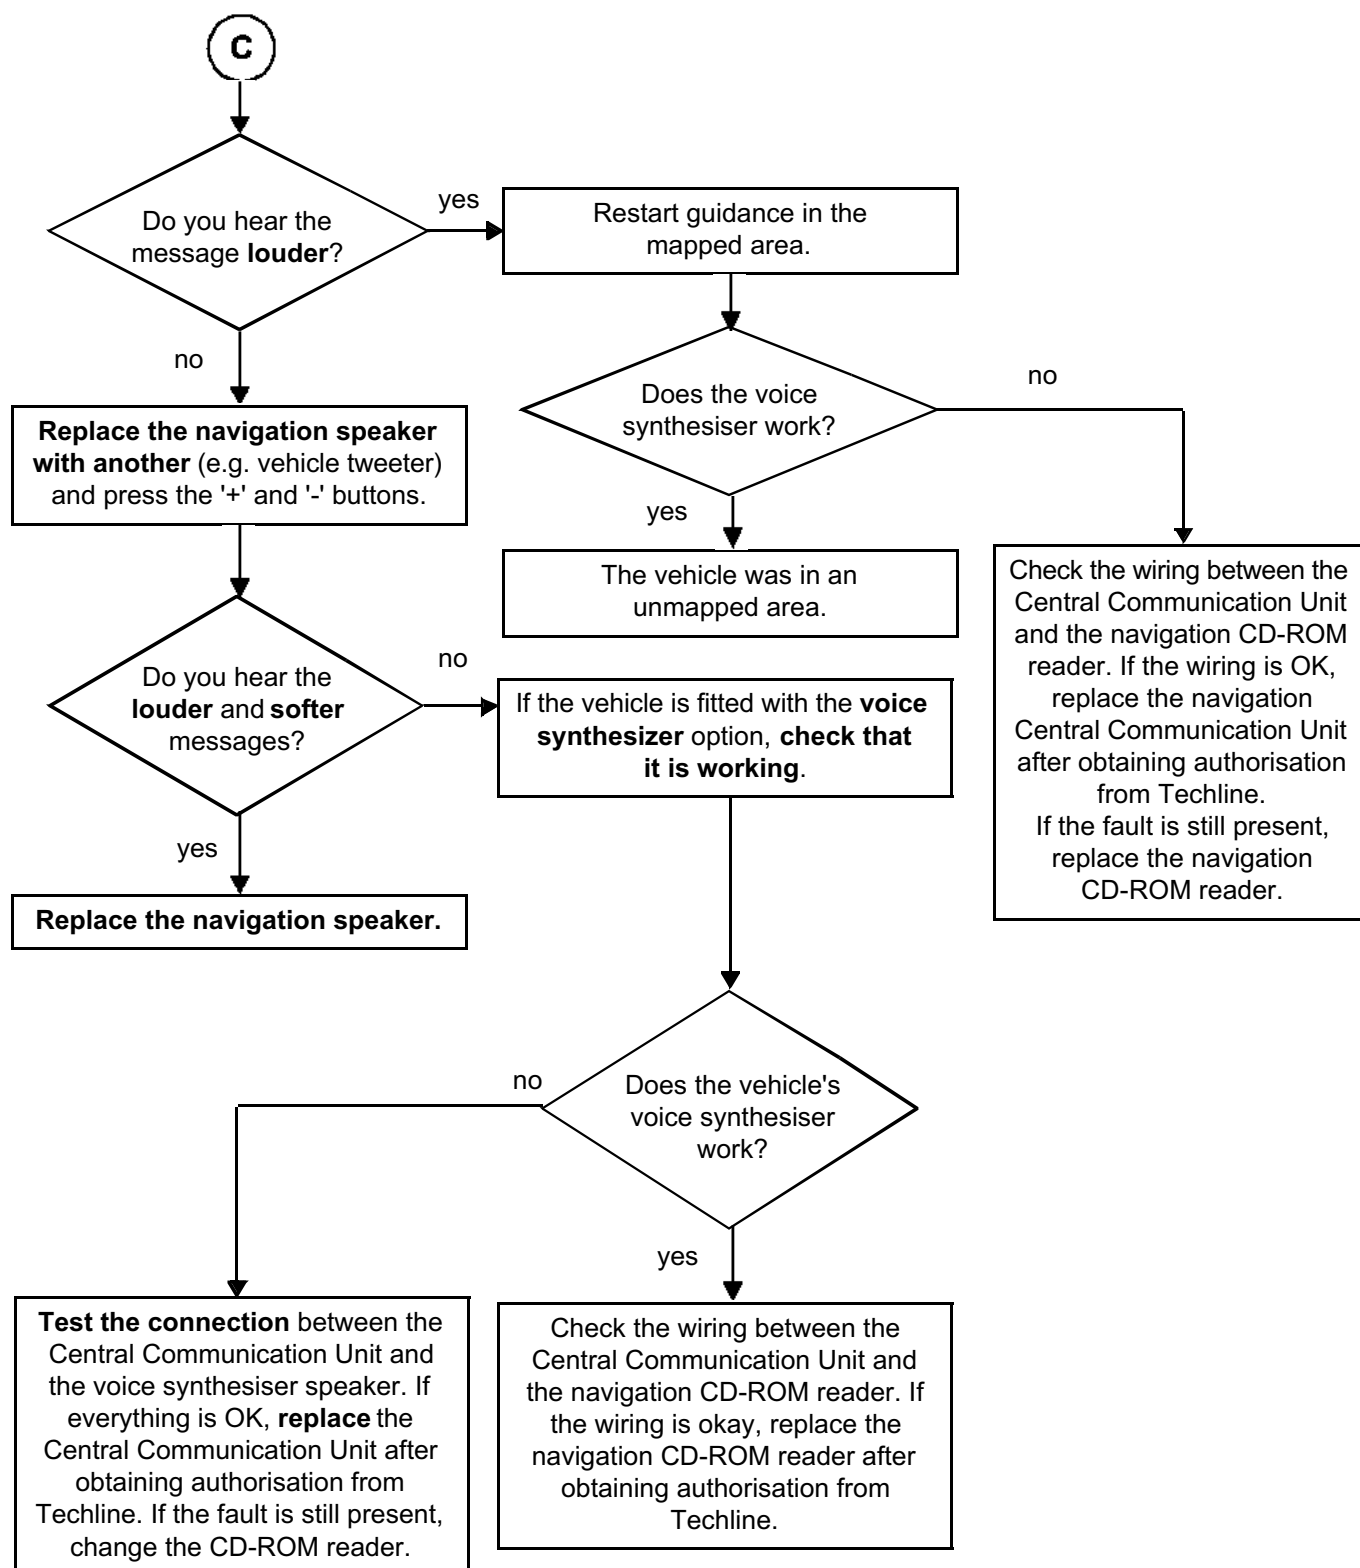 C
Do you hear the
message louder?
yes
Restart guidance in the
mapped area.
no
Does the voice
synthesiser work?
no
Replace the navigation speaker
with another (e.g. vehicle tweeter)
and press the '+' and '-' buttons.
yes
The vehicle was in an
unmapped area.
Check the wiring between the
Central Communication Unit
and the navigation CD-ROM
reader. If the wiring is OK,
replace the navigation
Central Communication Unit
after obtaining authorisation
from Techline.
If the fault is still present,
replace the navigation
CD-ROM reader.
Do you hear the
louder and softer
messages?
no
If the vehicle is fitted with the voice
synthesizer option, check that
it is working.
yes
Replace the navigation speaker.
Does the vehicle's
voice synthesiser
work?
no
yes
Test the connection between the
Central Communication Unit and
the voice synthesiser speaker. If
everything is OK, replace the
Central Communication Unit after
obtaining authorisation from
Techline. If the fault is still present,
change the CD-ROM reader.
Check the wiring between the
Central Communication Unit and
the navigation CD-ROM reader. If
the wiring is okay, replace the
navigation CD-ROM reader after
obtaining authorisation from
Techline.